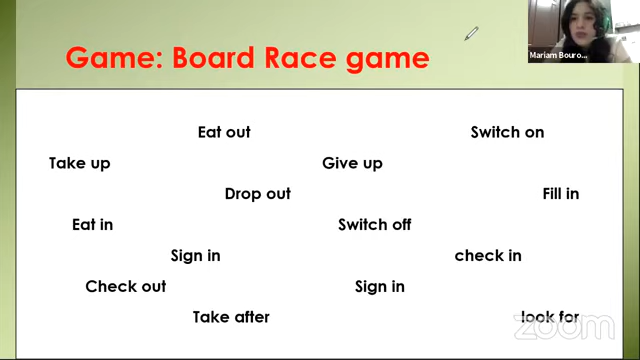 Game: Board Race game
Mariam Bouro...
Eat out Switch on
Take up Give up
Drop out Fill in
Eat in Switch off
Sign in check in
Check out Sign in
Take after look for
zoom